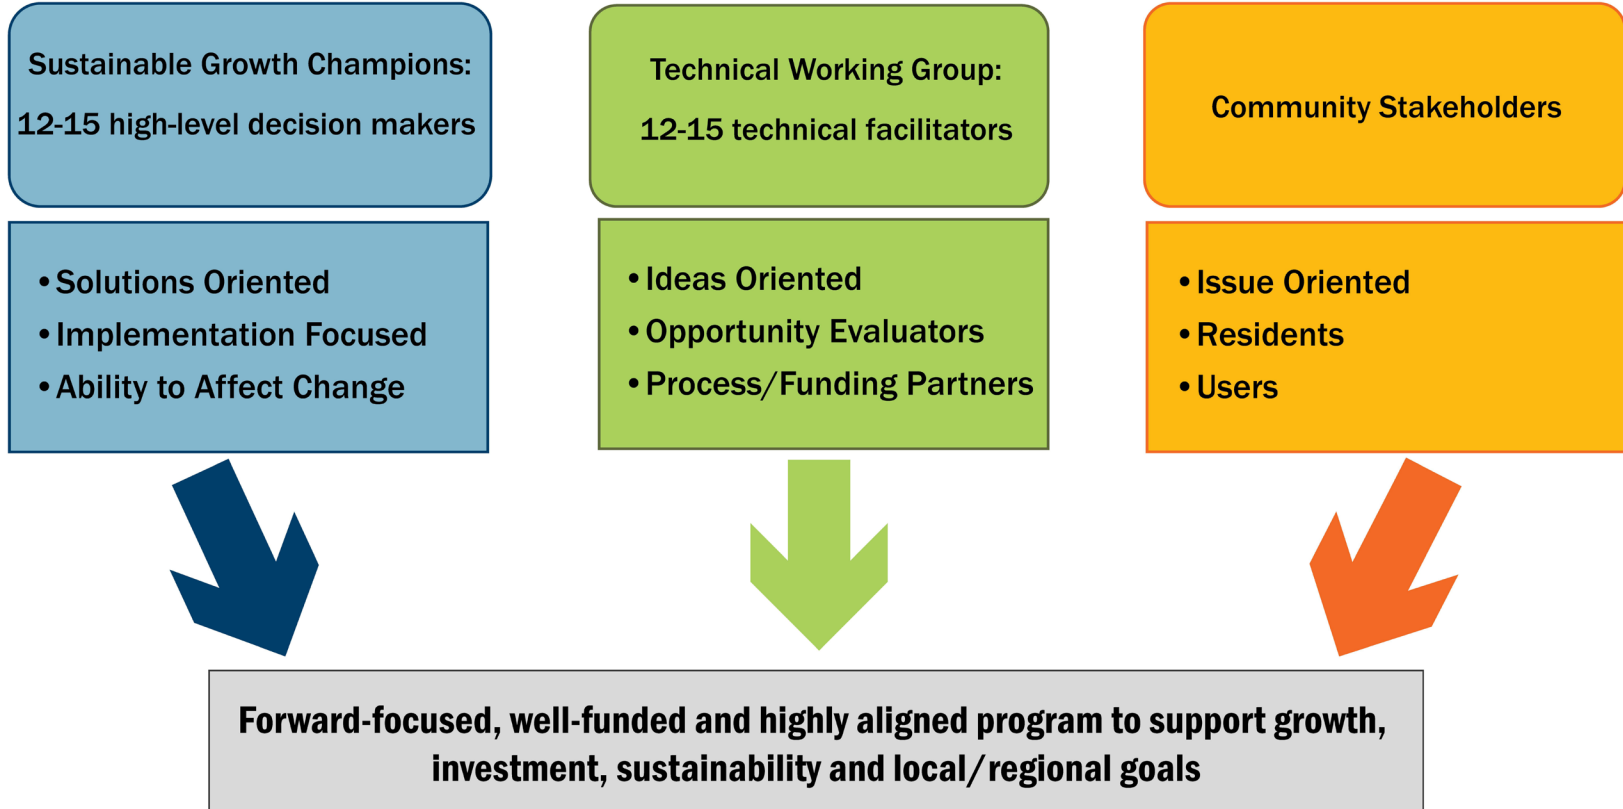 Sustainable Growth Champions:
12-15 high-level decision makers
• Solutions Oriented
• Implementation Focused
• Ability to Affect Change
Technical Working Group:
12-15 technical facilitators
• Ideas Oriented
• Opportunity Evaluators
• Process/Funding Partners
Community Stakeholders
• Issue Oriented
• Residents
• Users
Forward-focused, well-funded and highly aligned program to support growth,
investment, sustainability and local/regional goals